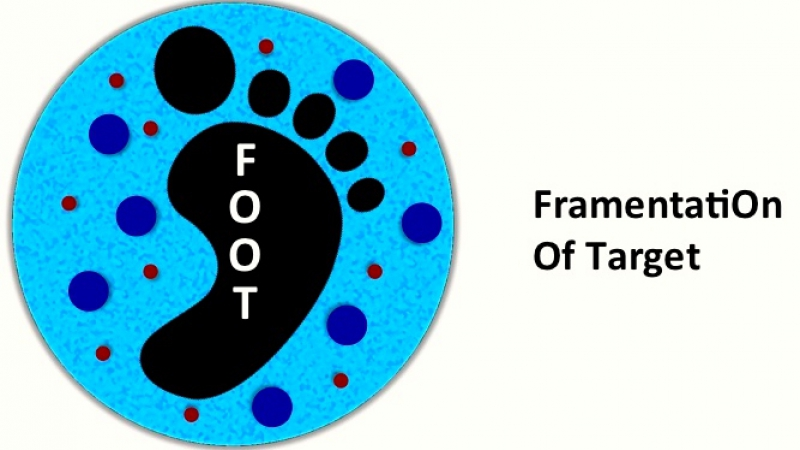 F
O
O
T
FramentatiOn
Of Target